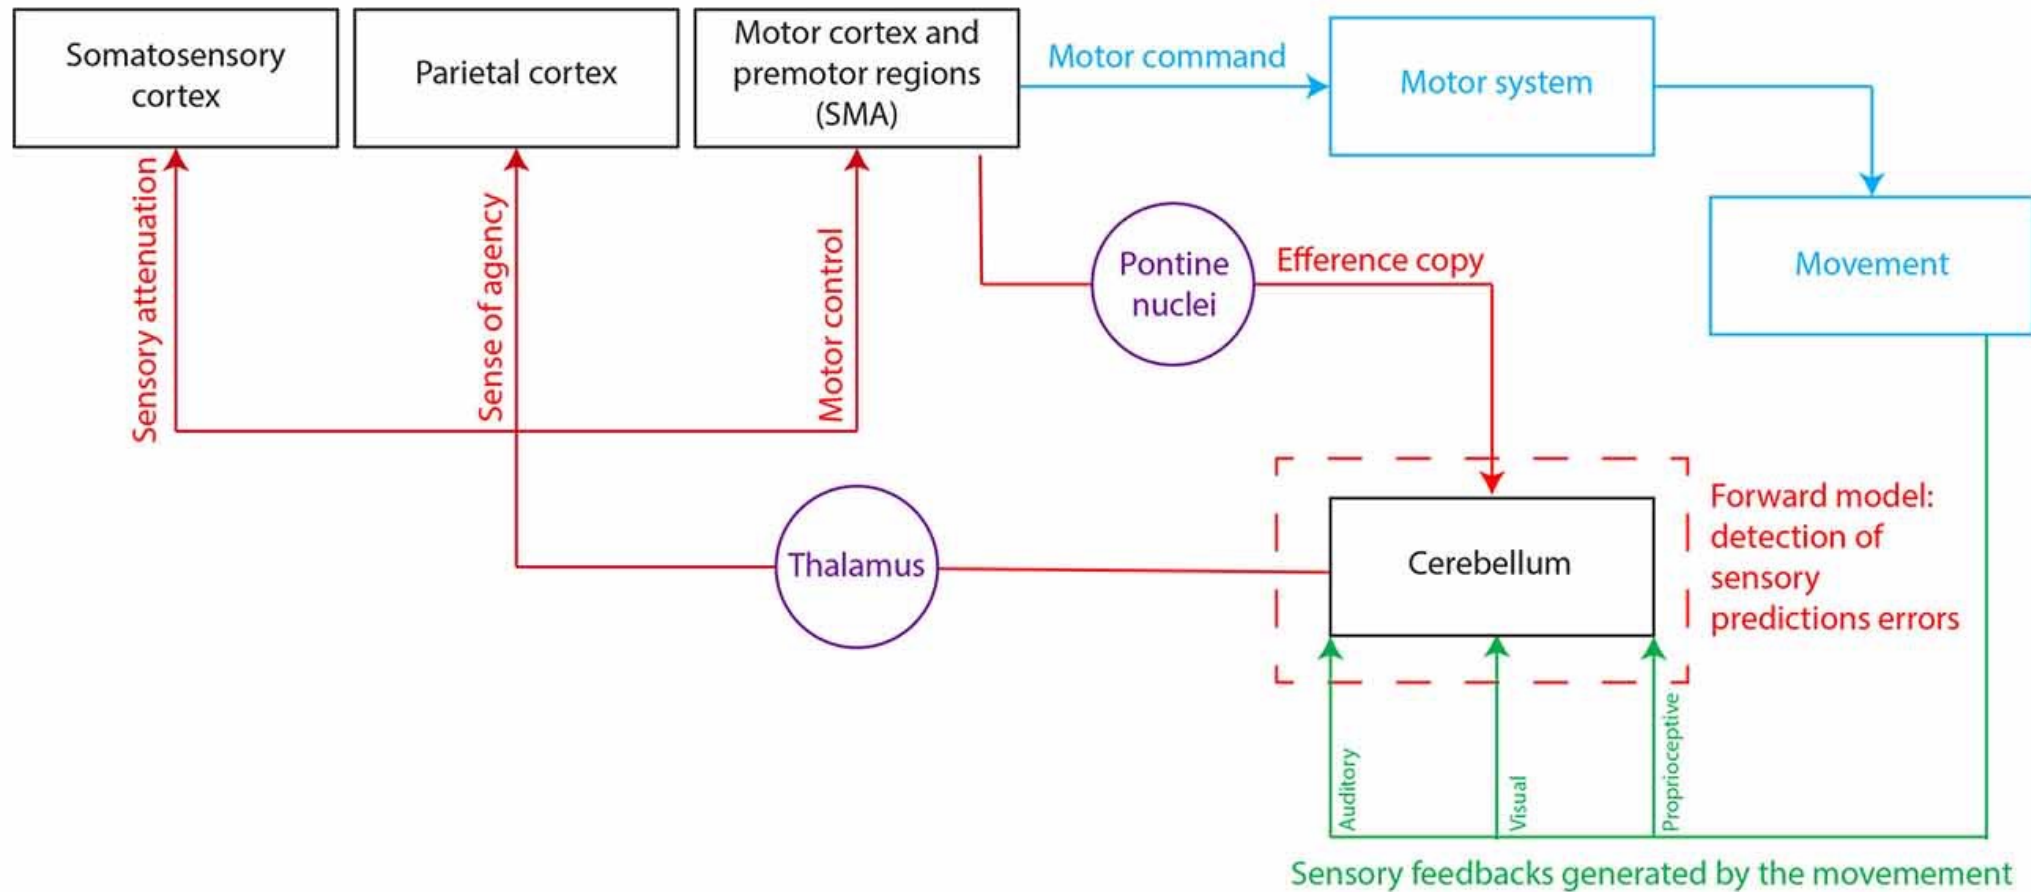 Somatosensory
cortex
Parietal cortex
Motor cortex and
premotor regions
(SMA)
Motor command
Motor system
Movement
Sensory attenuation
Sense of agency
Motor control
Pontine
nuclei
Efference copy
Thalamus
Cerebellum
Forward model:
detection of
sensory
predictions errors
Auditory
Visual
Proprioceptive
Sensory feedbacks generated by the movemement